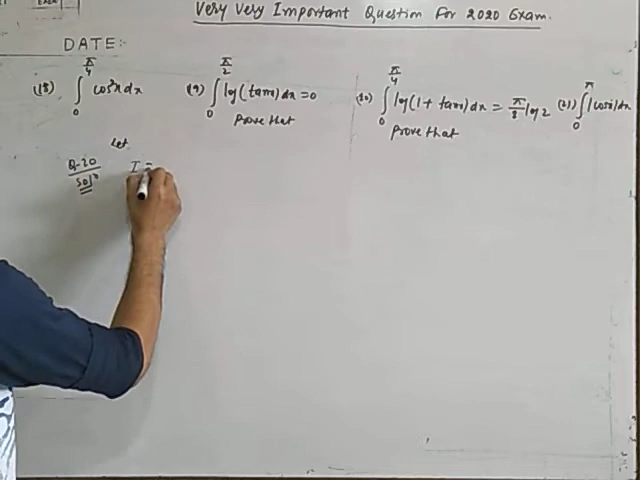 Very Very Important Question For 2020 Exam.
DATE:-
(18) ∫₀^{π/4} cos²x dx (19) ∫₀^{π/2} log(tanx)dx = 0 (20) ∫₀^{π/4} log(1+tanx)dx = π/8 log2 (21) ∫₀^π |cosx|dx
Prove that Prove that
let
Q-20 I =
Solⁿ